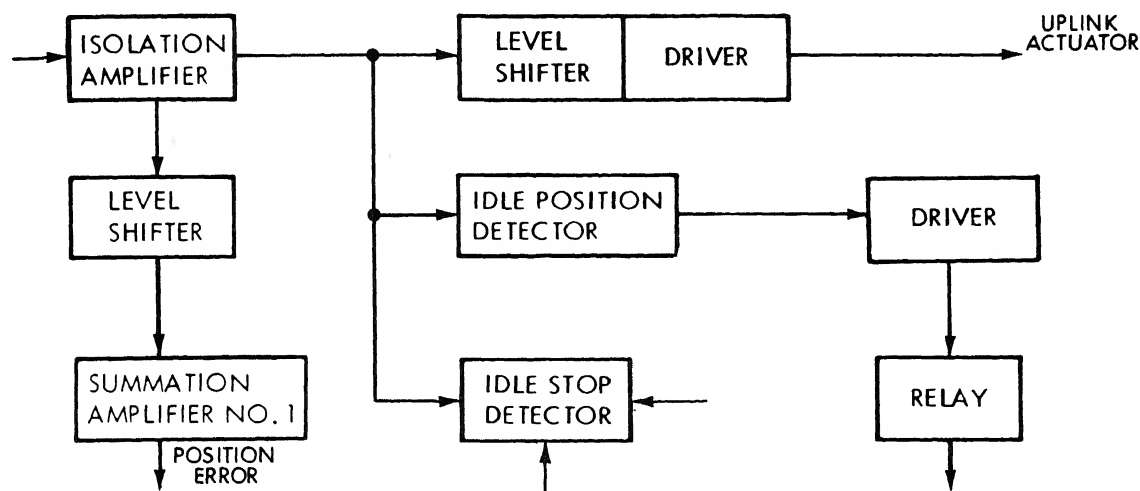 ISOLATION
AMPLIFIER
LEVEL
SHIFTER
DRIVER
UPLINK
ACTUATOR
LEVEL
SHIFTER
IDLE POSITION
DETECTOR
DRIVER
SUMMATION
AMPLIFIER NO. 1
IDLE STOP
DETECTOR
RELAY
POSITION
ERROR